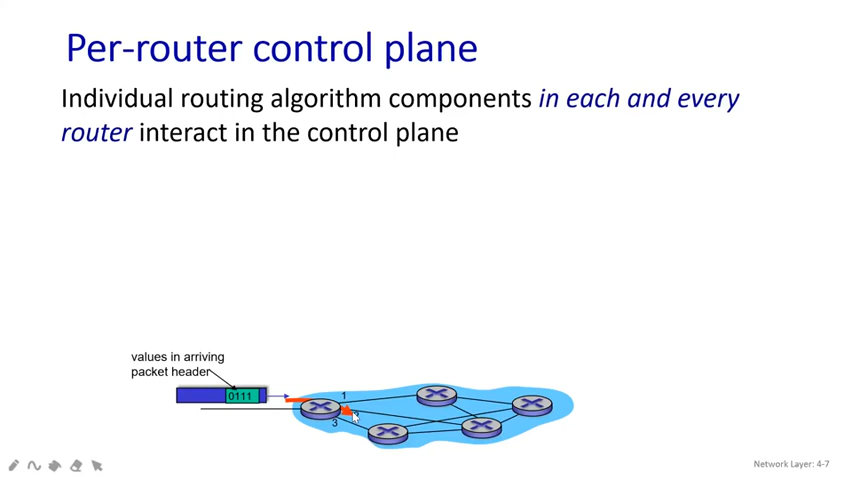 Per-router control plane
Individual routing algorithm components in each and every
router interact in the control plane
values in arriving
packet header
0111
1
3
Network Layer: 4-7